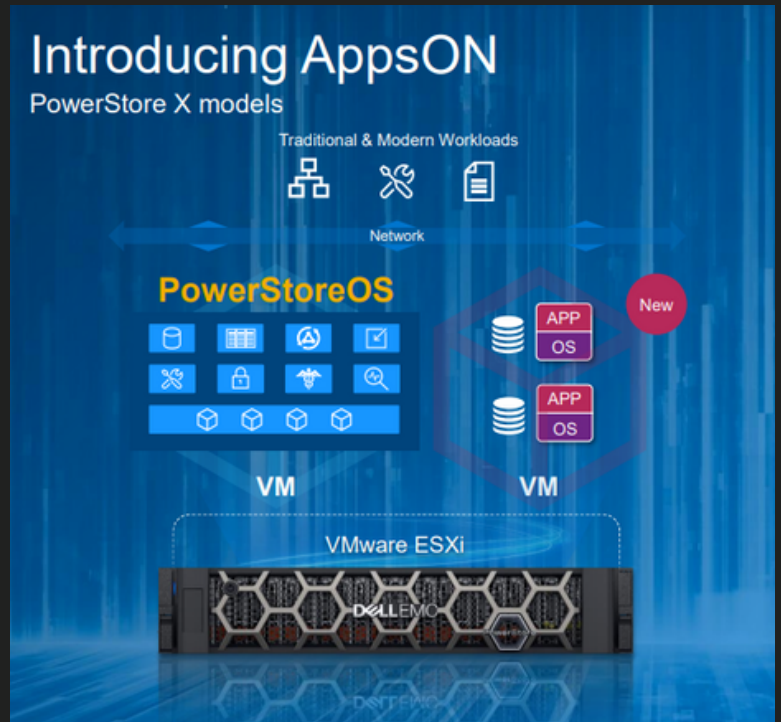 Introducing AppsON
PowerStore X models
Traditional & Modern Workloads
Network
PowerStoreOS
New
APP
OS
APP
OS
VM
VM
VMware ESXi
DELLEMC